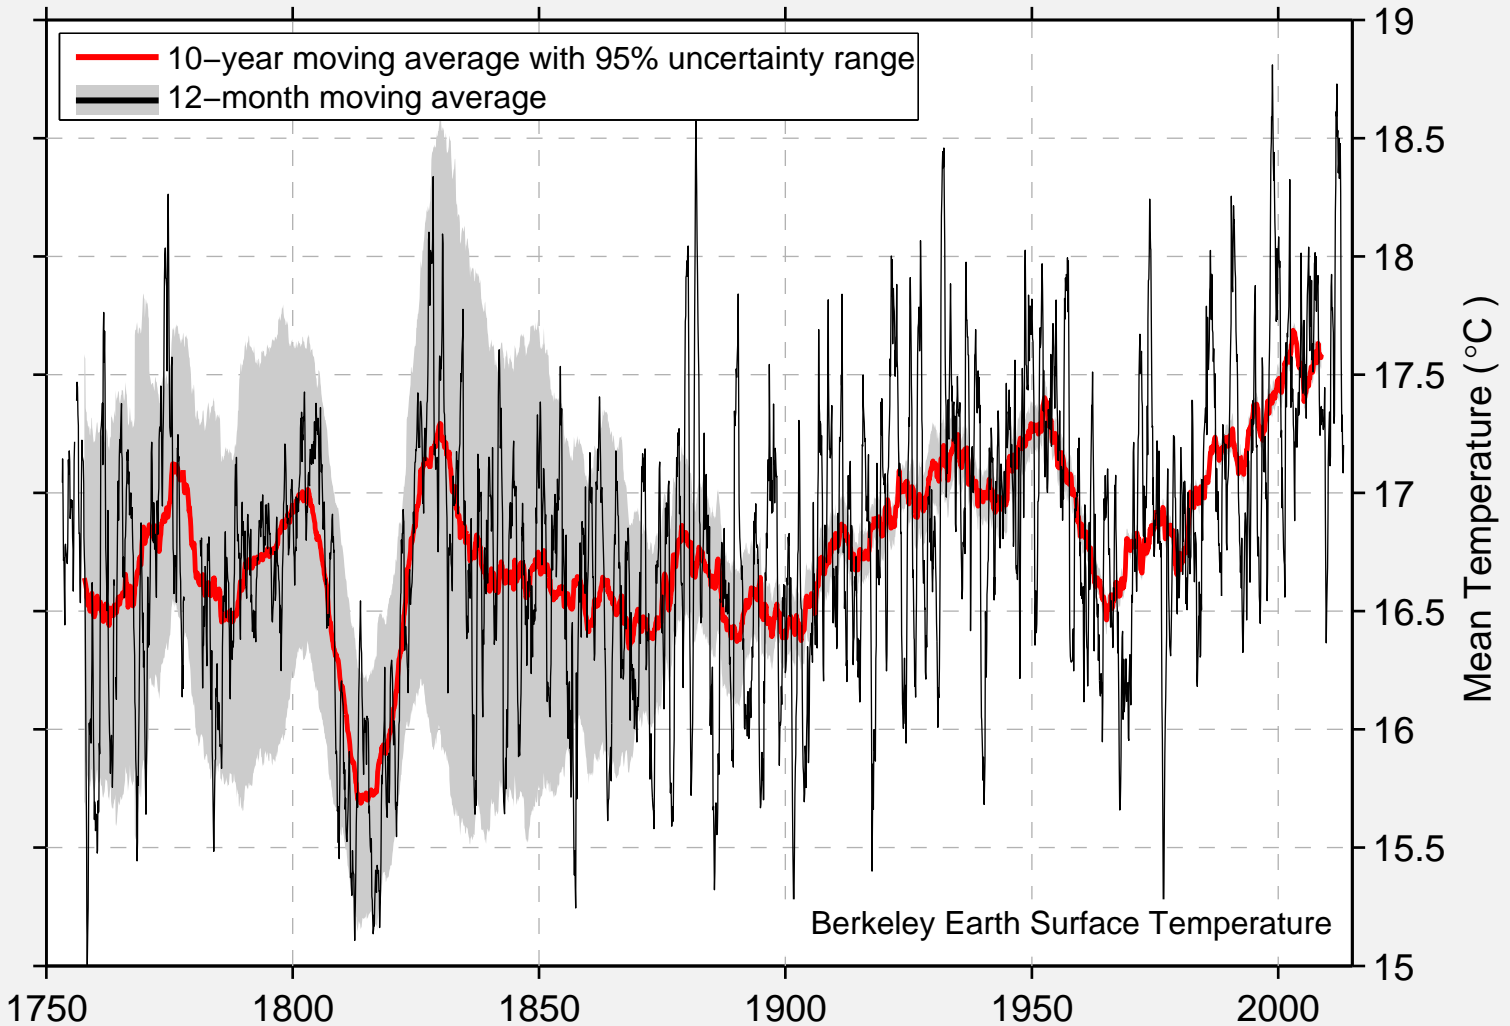 10−year moving average with 95% uncertainty range
12−month moving average
19
18.5
18
17.5
17
16.5
16
15.5
15
Mean Temperature (°C )
Berkeley Earth Surface Temperature
1750 1800 1850 1900 1950 2000